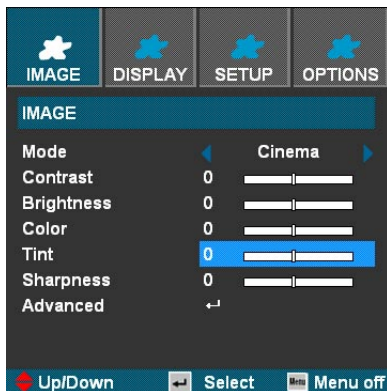 IMAGE DISPLAY SETUP OPTIONS
IMAGE
Mode Cinema
Contrast 0
Brightness 0
Color 0
Tint 0
Sharpness 0
Advanced
Up/Down Select Menu Menu off